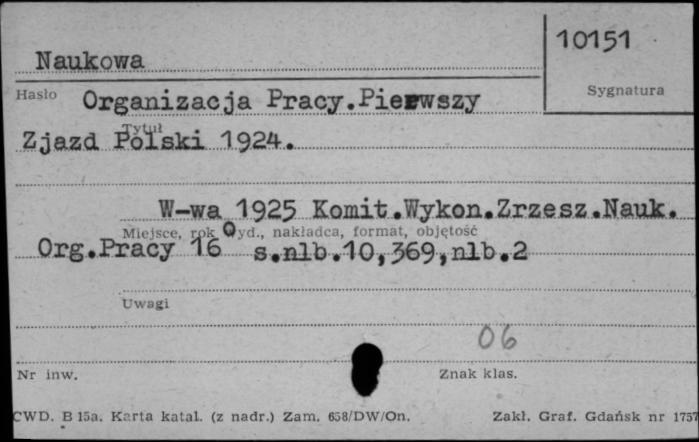 10151
Naukowa
Sygnatura
Hasło Organizacja Pracy.Pierwszy
Tytuł
Zjazd Polski 1924.
W-wa 1925 Komit.Wykon.Zrzesz.Nauk.
Miejsce, rok wyd., nakładca, format, objętość
Org.Pracy 16° s.nlb.10,369,nlb.2
Uwagi
06
Nr inw.
Znak klas.
CWD. B 15a. Karta katal. (z nadr.) Zam. 658/DW/On.
Zakł. Graf. Gdańsk nr 1757